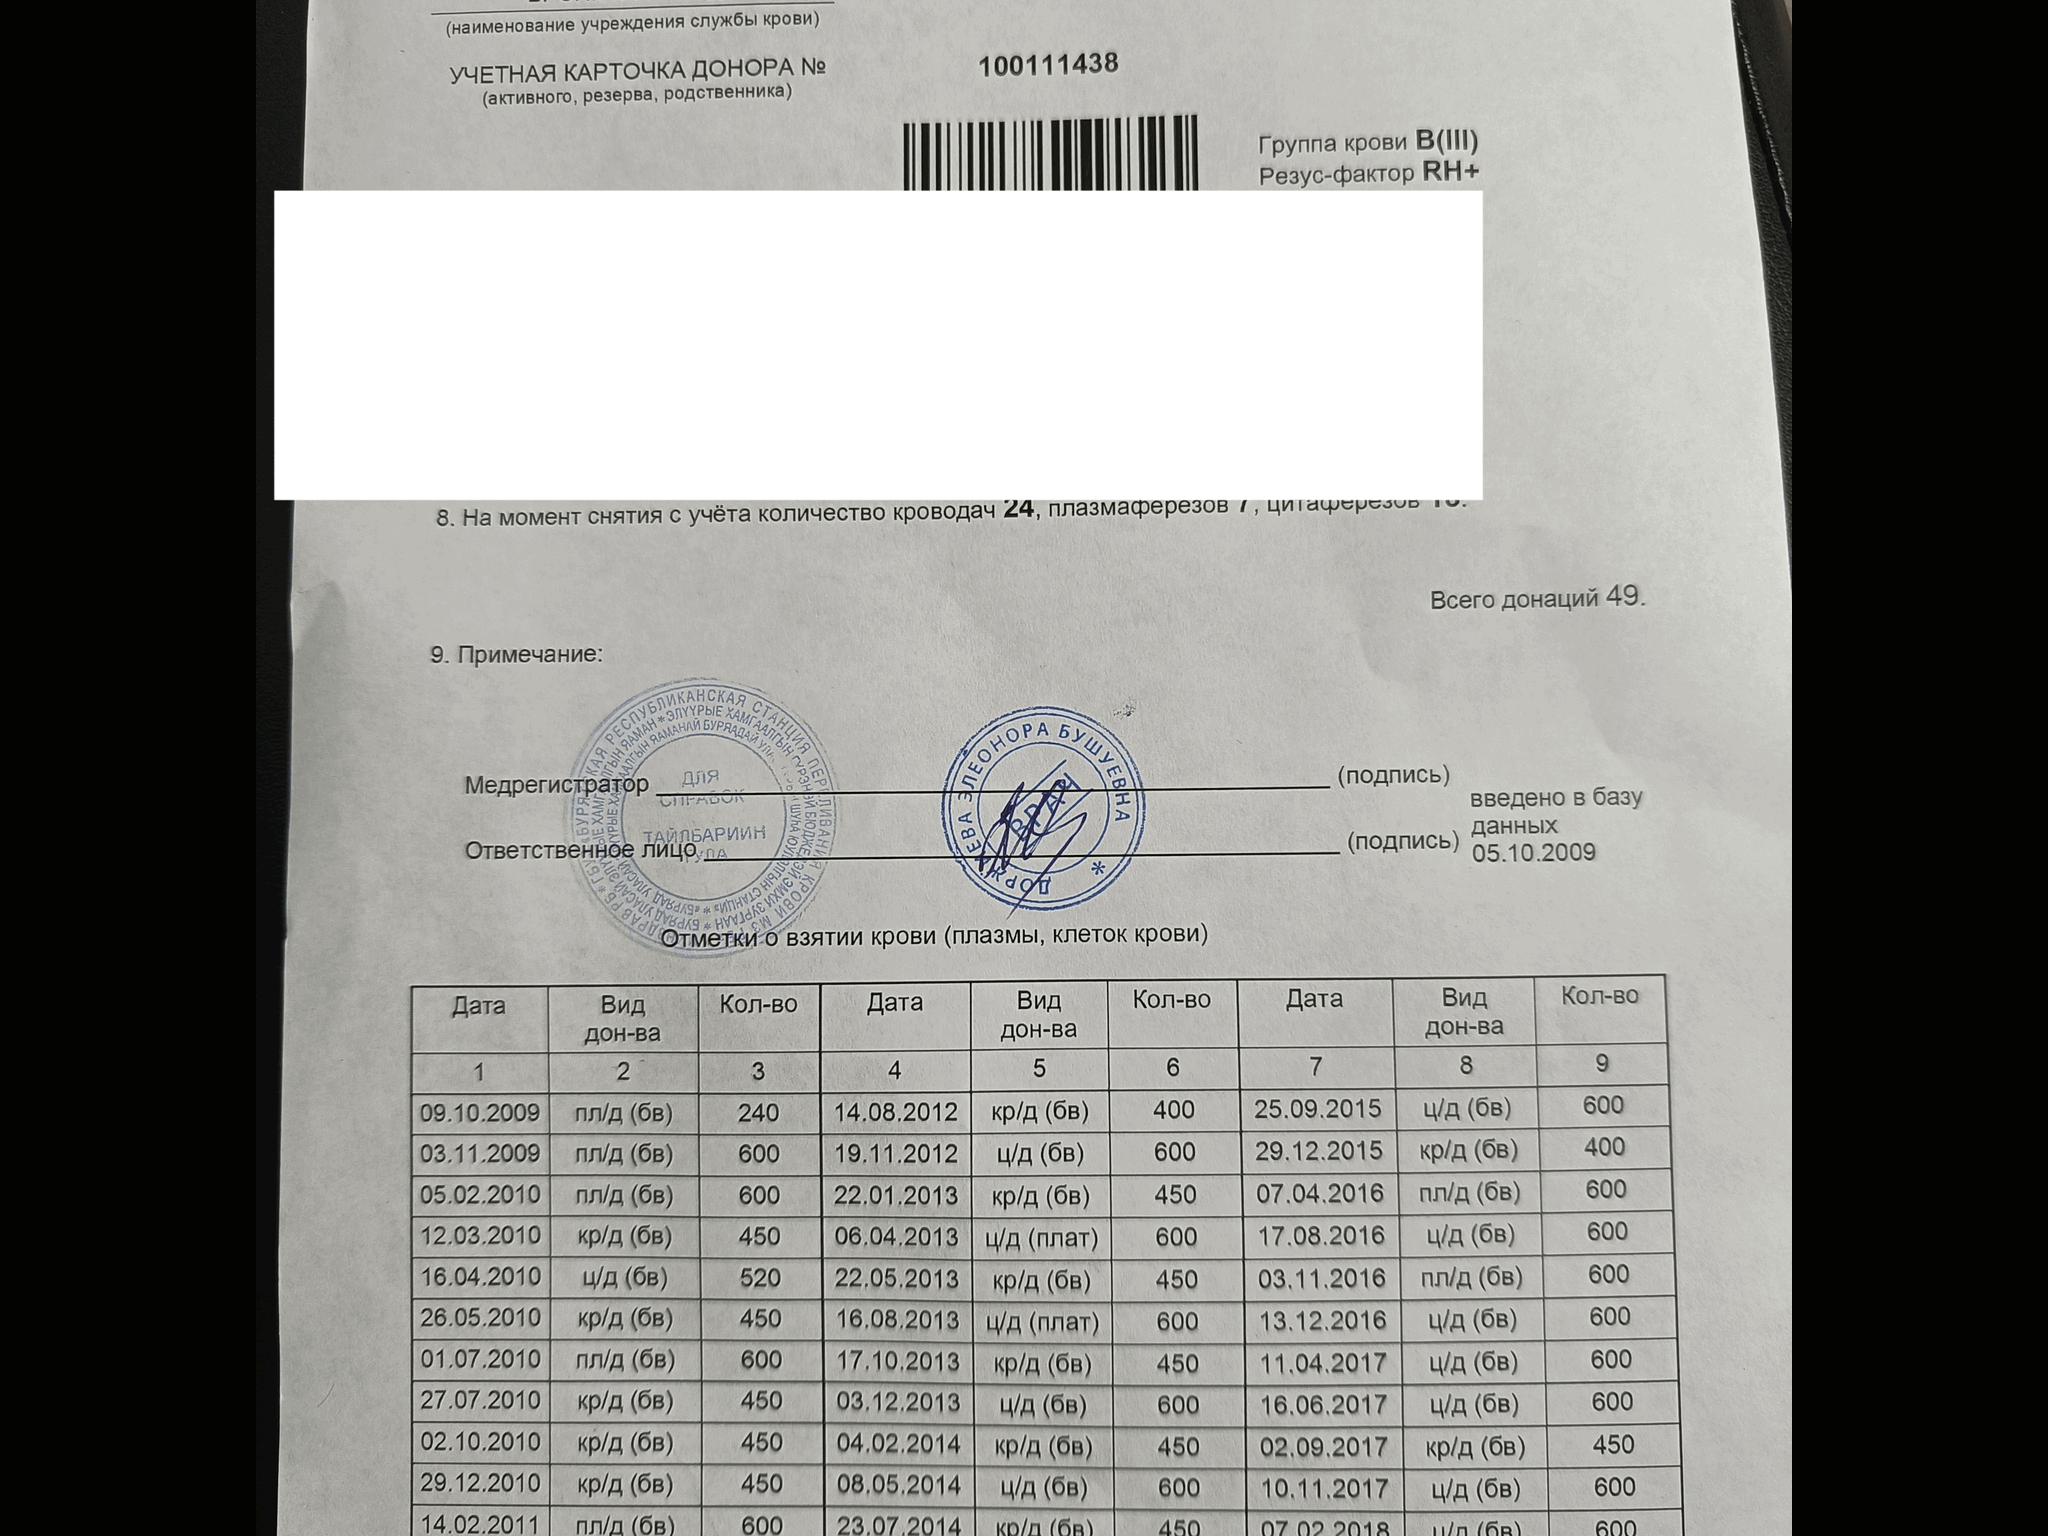 (наименование учреждения службы крови)
УЧЕТНАЯ КАРТОЧКА ДОНОРА № 100111438
(активного, резерва, родственника)
Группа крови B(III)
Резус-фактор RH+
8. На момент снятия с учёта количество кроводач 24, плазмаферезов 7, цитаферезов
Всего донаций 49.
9. Примечание:
Медрегистратор (подпись)
Ответственное лицо (подпись)
введено в базу
данных
05.10.2009
ДЛЯ
СПРАВОК
ТАЙЛБАРИИН
ТУЛА
БУРЯТСКАЯ РЕСПУБЛИКАНСКАЯ СТАНЦИЯ ПЕРЕЛИВАНИЯ КРОВИ МЗ
ДОРЖИЕВА ЭЛЕОНОРА БУШУЕВНА *
ВРАЧ
Отметки о взятии крови (плазмы, клеток крови)
Дата Вид дон-ва Кол-во Дата Вид дон-ва Кол-во Дата Вид дон-ва Кол-во
1 2 3 4 5 6 7 8 9
09.10.2009 пл/д (бв) 240 14.08.2012 кр/д (бв) 400 25.09.2015 ц/д (бв) 600
03.11.2009 пл/д (бв) 600 19.11.2012 ц/д (бв) 600 29.12.2015 кр/д (бв) 400
05.02.2010 пл/д (бв) 600 22.01.2013 кр/д (бв) 450 07.04.2016 пл/д (бв) 600
12.03.2010 кр/д (бв) 450 06.04.2013 ц/д (плат) 600 17.08.2016 ц/д (бв) 600
16.04.2010 ц/д (бв) 520 22.05.2013 кр/д (бв) 450 03.11.2016 пл/д (бв) 600
26.05.2010 кр/д (бв) 450 16.08.2013 ц/д (плат) 600 13.12.2016 ц/д (бв) 600
01.07.2010 пл/д (бв) 600 17.10.2013 кр/д (бв) 450 11.04.2017 ц/д (бв) 600
27.07.2010 кр/д (бв) 450 03.12.2013 ц/д (бв) 600 16.06.2017 ц/д (бв) 600
02.10.2010 кр/д (бв) 450 04.02.2014 кр/д (бв) 450 02.09.2017 кр/д (бв) 450
29.12.2010 кр/д (бв) 450 08.05.2014 ц/д (бв) 600 10.11.2017 ц/д (бв) 600
14.02.2011 пл/д (бв) 600 23.07.2014 кр/д (бв) 450 07.02.2018 ц/д (бв) 600